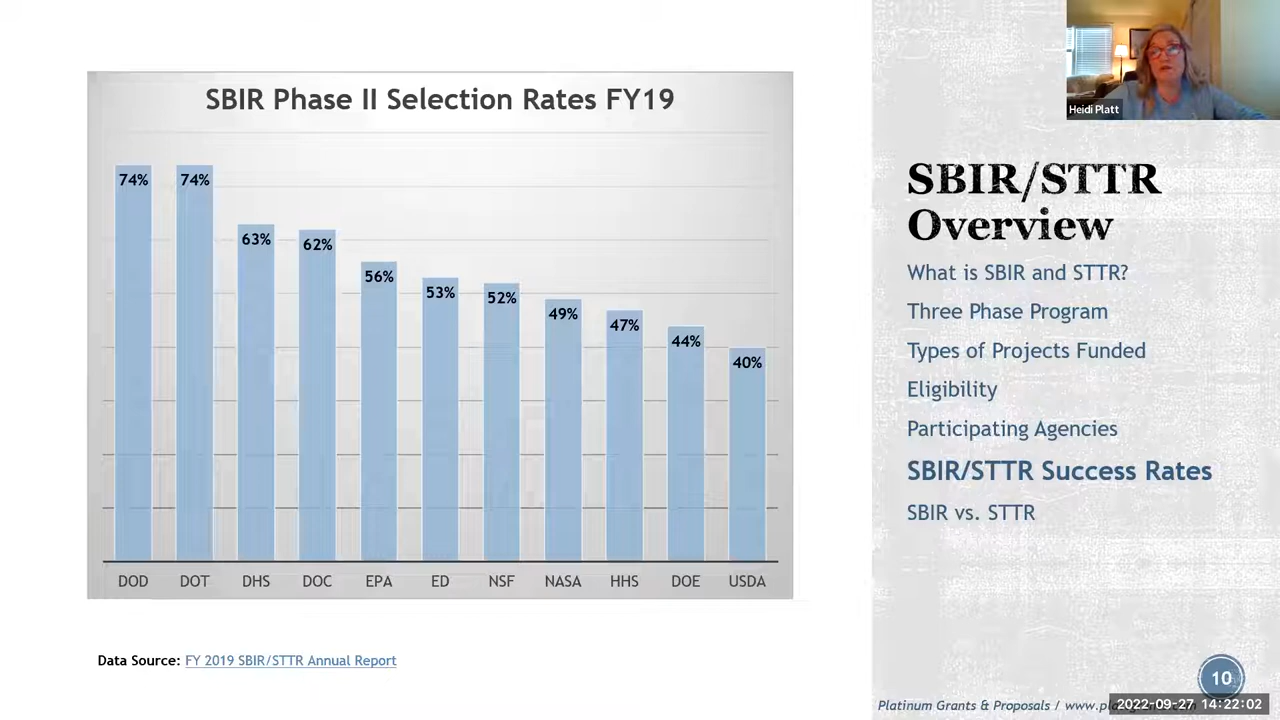 SBIR Phase II Selection Rates FY19
74% 74% 63% 62% 56% 53% 52% 49% 47% 44% 40%
DOD DOT DHS DOC EPA ED NSF NASA HHS DOE USDA
Data Source: FY 2019 SBIR/STTR Annual Report
Heidi Platt
SBIR/STTR
Overview
What is SBIR and STTR?
Three Phase Program
Types of Projects Funded
Eligibility
Participating Agencies
SBIR/STTR Success Rates
SBIR vs. STTR
10
Platinum Grants & Proposals /
2022-09-27 14:22:02